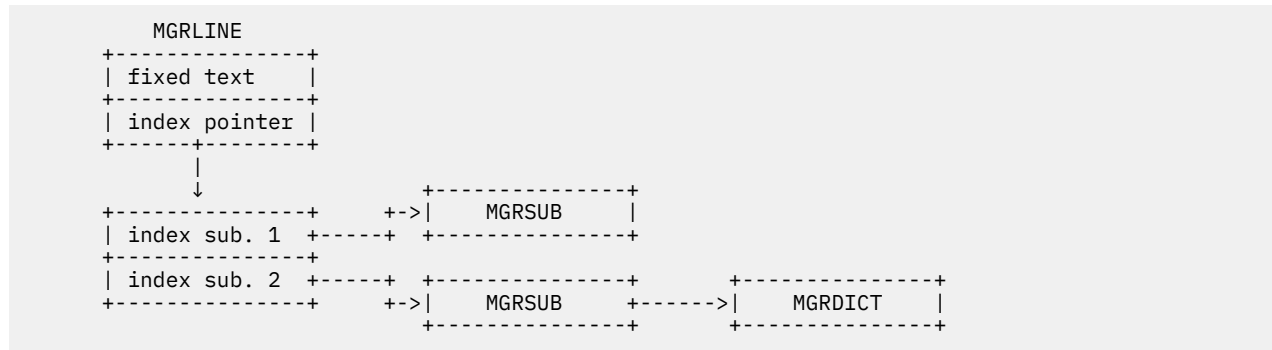 MGRLINE
+---------------+
| fixed text    |
+---------------+
| index pointer |
+------+--------+
|
↓                 +---------------+
+---------------+     +->|    MGRSUB     |
| index sub. 1  +-----+  +---------------+
+---------------+
| index sub. 2  +-----+  +---------------+       +---------------+
+---------------+     +->|    MGRSUB     +------>|    MGRDICT    |
+---------------+       +---------------+